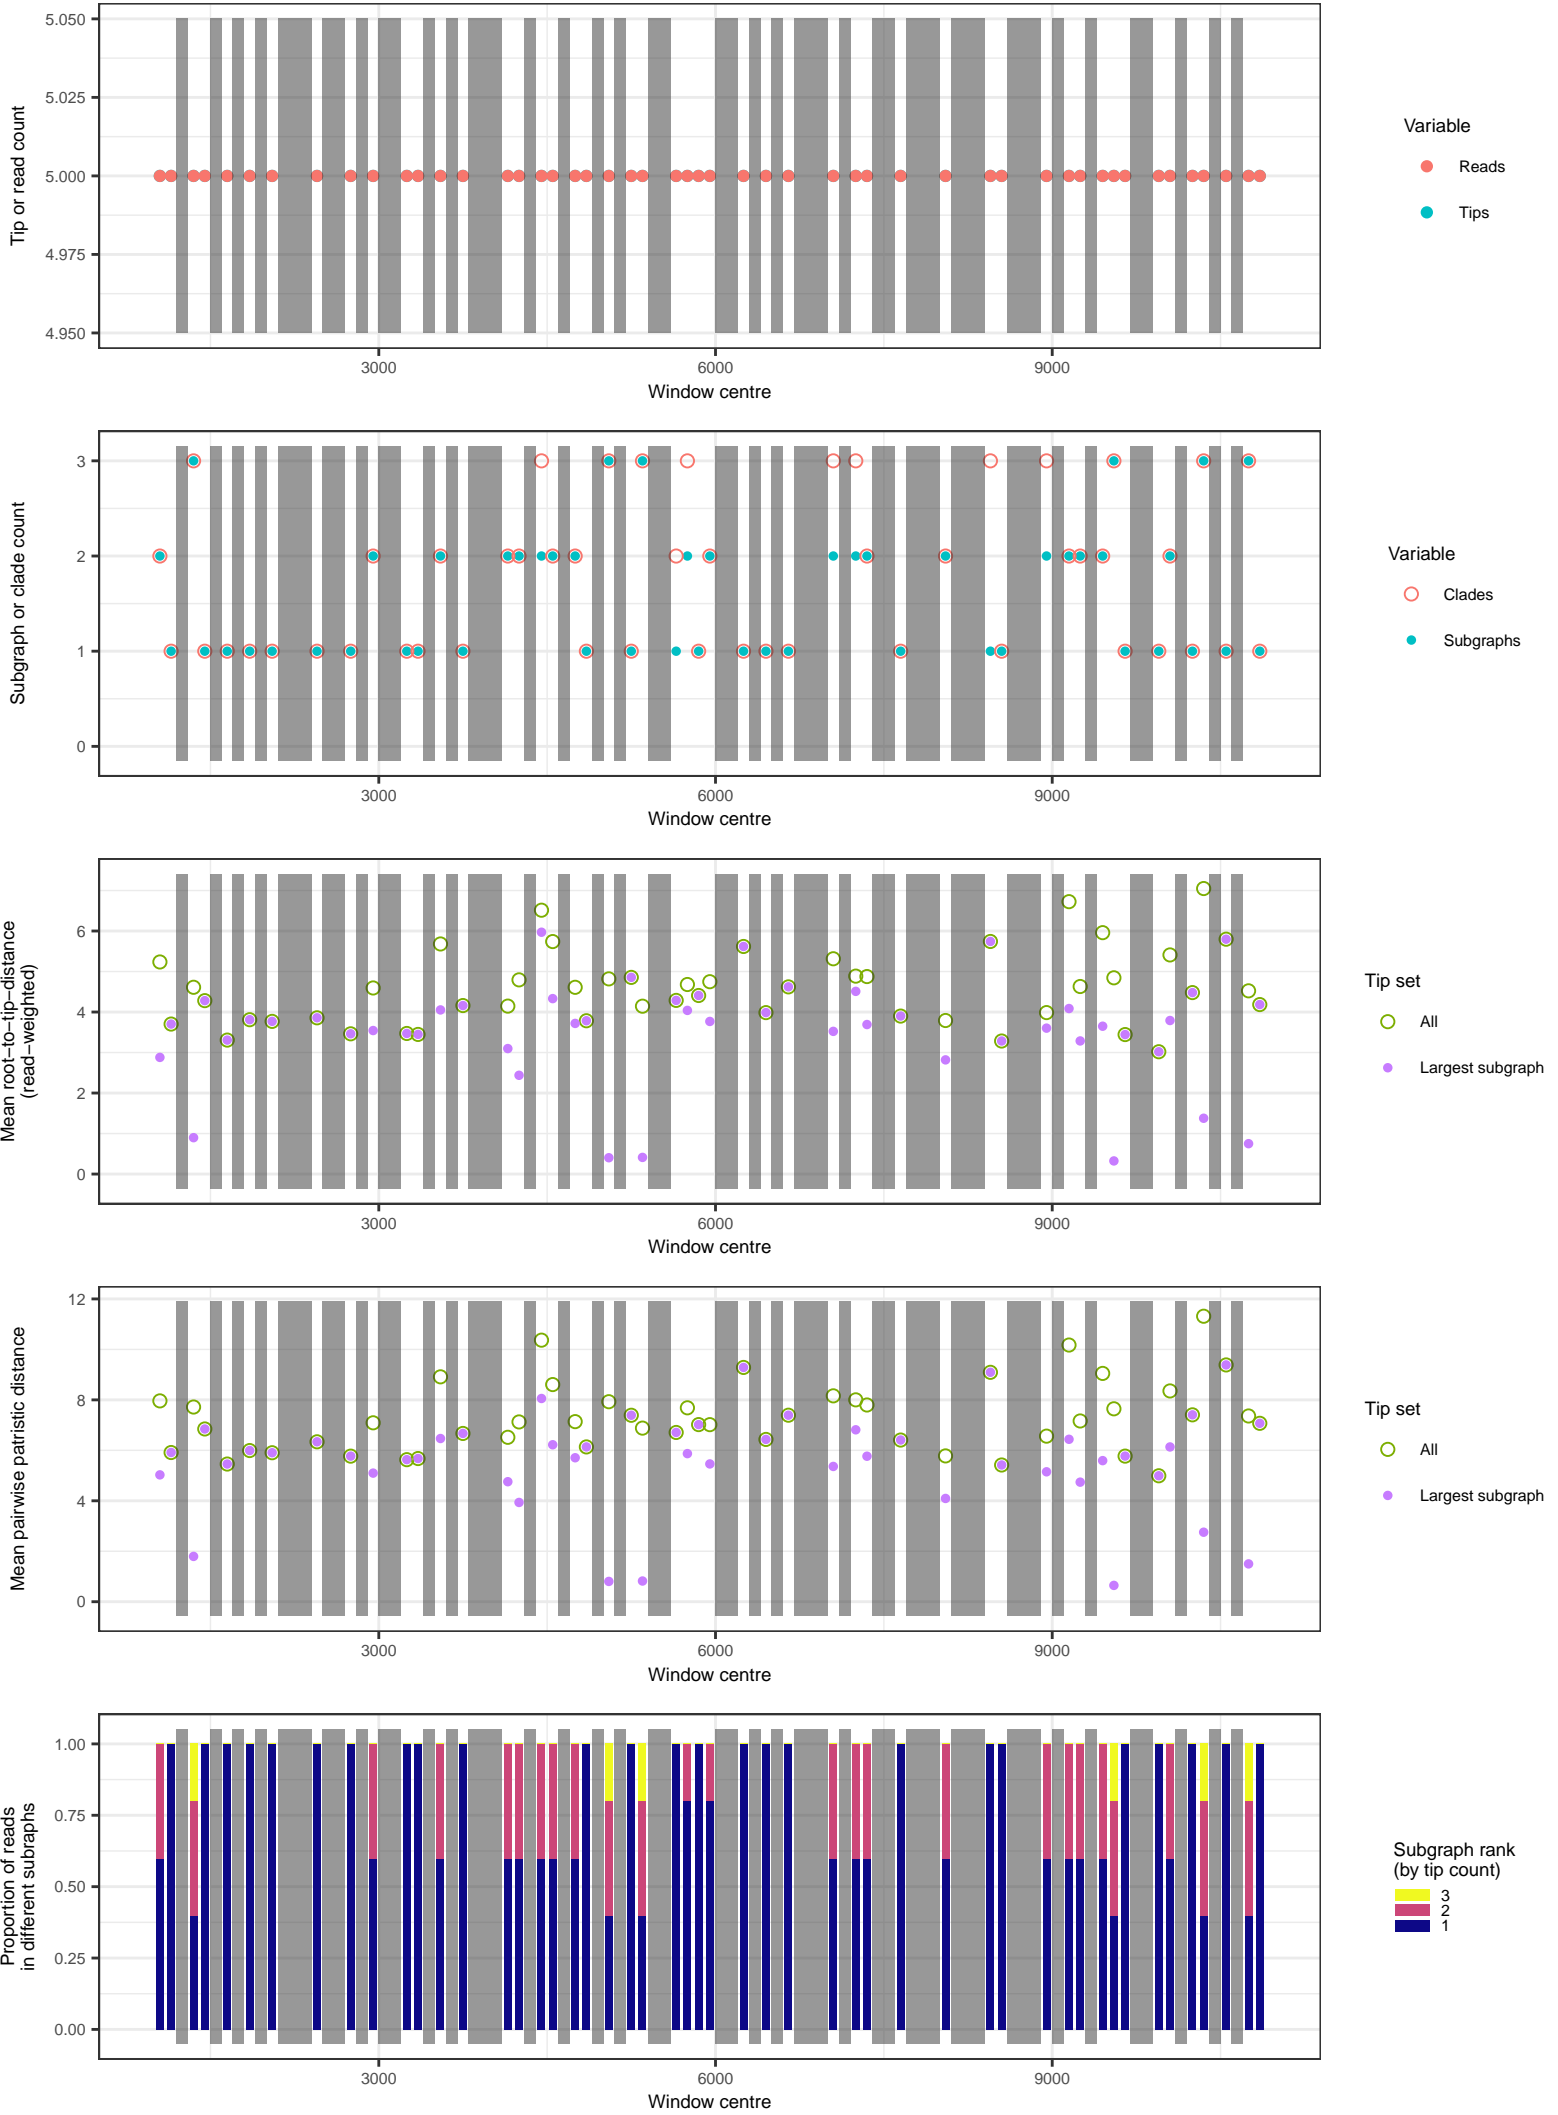 5.050
5.025
5.000
4.975
4.950
Tip or read count
3000
6000
9000
Window centre
Variable
Reads
Tips
3
2
1
0
Subgraph or clade count
3000
6000
9000
Window centre
Variable
Clades
Subgraphs
6
4
2
0
Mean root−to−tip−distance
(read−weighted)
3000
6000
9000
Window centre
Tip set
All
Largest subgraph
12
8
4
0
Mean pairwise patristic distance
3000
6000
9000
Window centre
Tip set
All
Largest subgraph
1.00
0.75
0.50
0.25
0.00
Proportion of reads
in different subraphs
3000
6000
9000
Window centre
Subgraph rank
(by tip count)
3
2
1